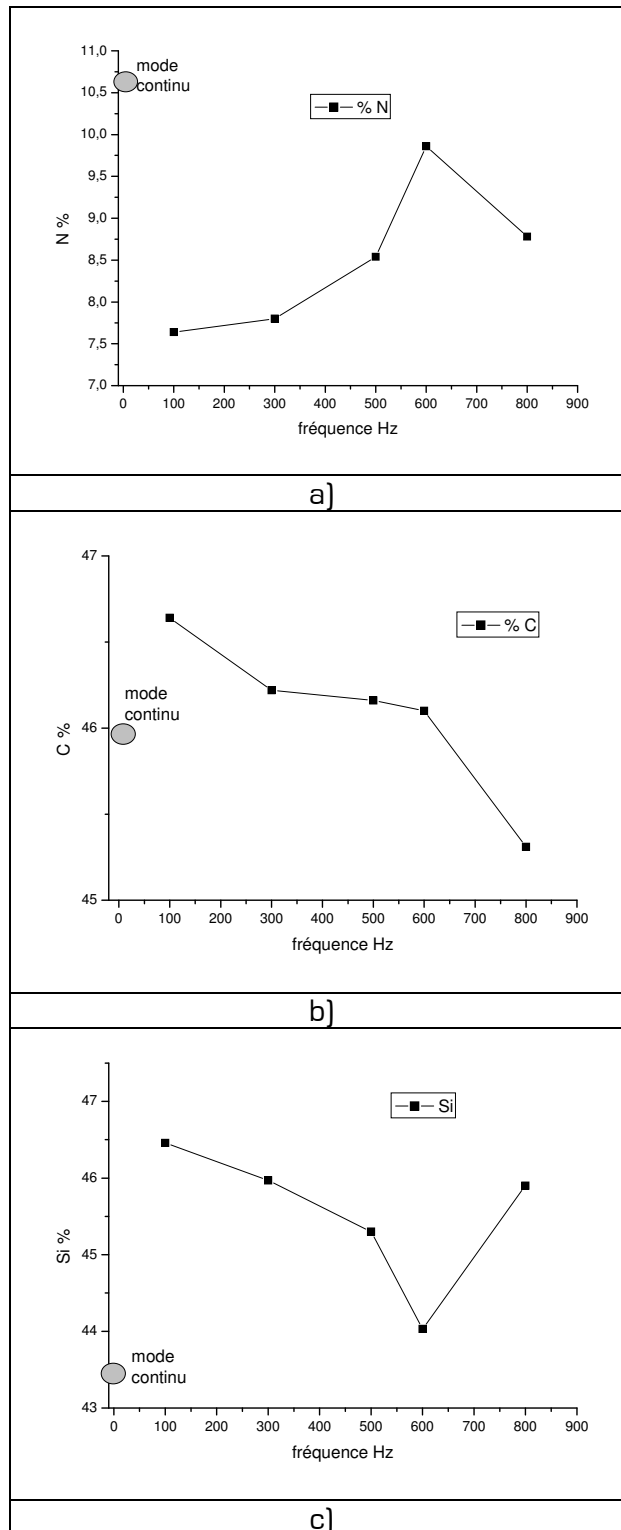 11,0
mode
continu
10,5
% N
10,0
9,5
N %
9,0
8,5
8,0
7,5
7,0
0 100 200 300 400 500 600 700 800 900
fréquence Hz
a)
47
% C
mode
continu
46
C %
45
0 100 200 300 400 500 600 700 800 900
fréquence Hz
b)
47
Si
46
Si %
45
44
mode
continu
43
0 100 200 300 400 500 600 700 800 900
fréquence Hz
c)